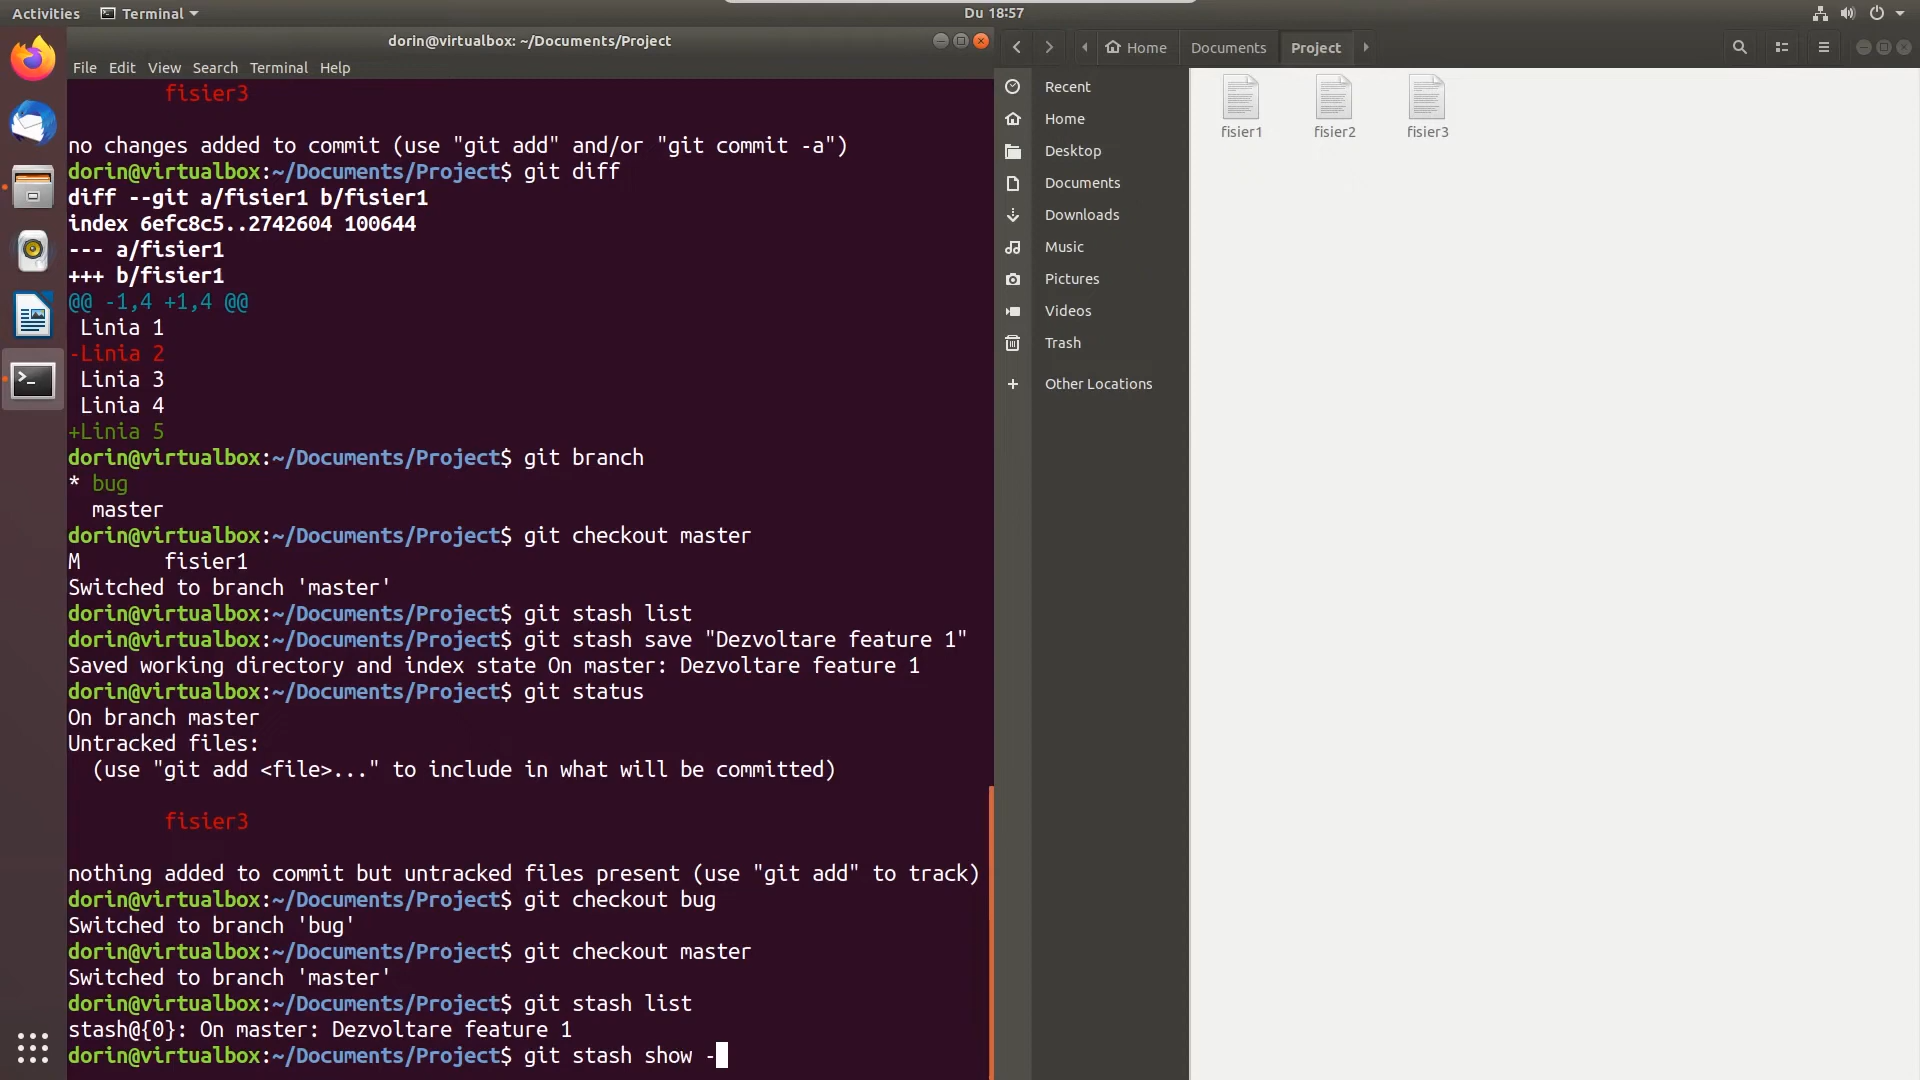 Activities
Terminal
Du 18:57
dorin@virtualbox: ~/Documents/Project
File Edit View Search Terminal Help
fisier3
no changes added to commit (use "git add" and/or "git commit -a")
dorin@virtualbox:~/Documents/Project$ git diff
diff --git a/fisier1 b/fisier1
index 6efc8c5..2742604 100644
--- a/fisier1
+++ b/fisier1
@@ -1,4 +1,4 @@
Linia 1
-Linia 2
Linia 3
Linia 4
+Linia 5
dorin@virtualbox:~/Documents/Project$ git branch
* bug
master
dorin@virtualbox:~/Documents/Project$ git checkout master
M       fisier1
Switched to branch 'master'
dorin@virtualbox:~/Documents/Project$ git stash list
dorin@virtualbox:~/Documents/Project$ git stash save "Dezvoltare feature 1"
Saved working directory and index state On master: Dezvoltare feature 1
dorin@virtualbox:~/Documents/Project$ git status
On branch master
Untracked files:
(use "git add <file>..." to include in what will be committed)
fisier3
nothing added to commit but untracked files present (use "git add" to track)
dorin@virtualbox:~/Documents/Project$ git checkout bug
Switched to branch 'bug'
dorin@virtualbox:~/Documents/Project$ git checkout master
Switched to branch 'master'
dorin@virtualbox:~/Documents/Project$ git stash list
stash@{0}: On master: Dezvoltare feature 1
dorin@virtualbox:~/Documents/Project$ git stash show -
Home Documents Project
Recent
Home
Desktop
Documents
Downloads
Music
Pictures
Videos
Trash
+ Other Locations
fisier1 fisier2 fisier3